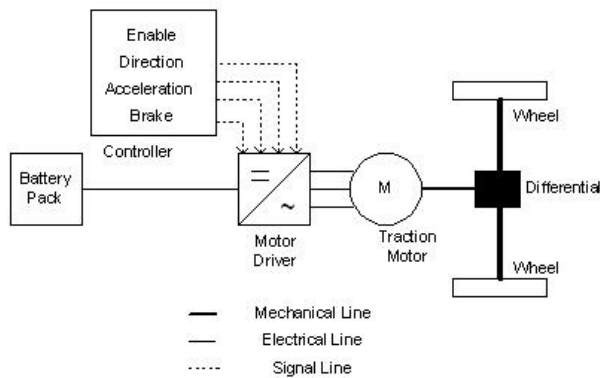 Enable
Direction
Acceleration
Brake
Controller
Battery
Pack
Motor
Driver
M
Traction
Motor
Wheel
Differential
Wheel
Mechanical Line
Electrical Line
Signal Line